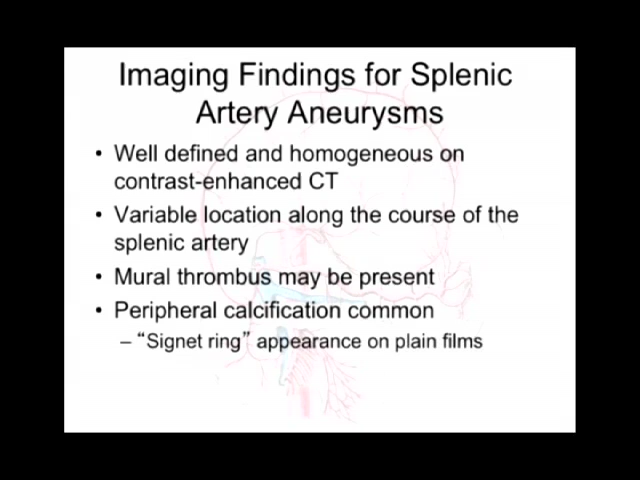 Imaging Findings for Splenic
Artery Aneurysms
• Well defined and homogeneous on
contrast-enhanced CT
• Variable location along the course of the
splenic artery
• Mural thrombus may be present
• Peripheral calcification common
– “Signet ring” appearance on plain films